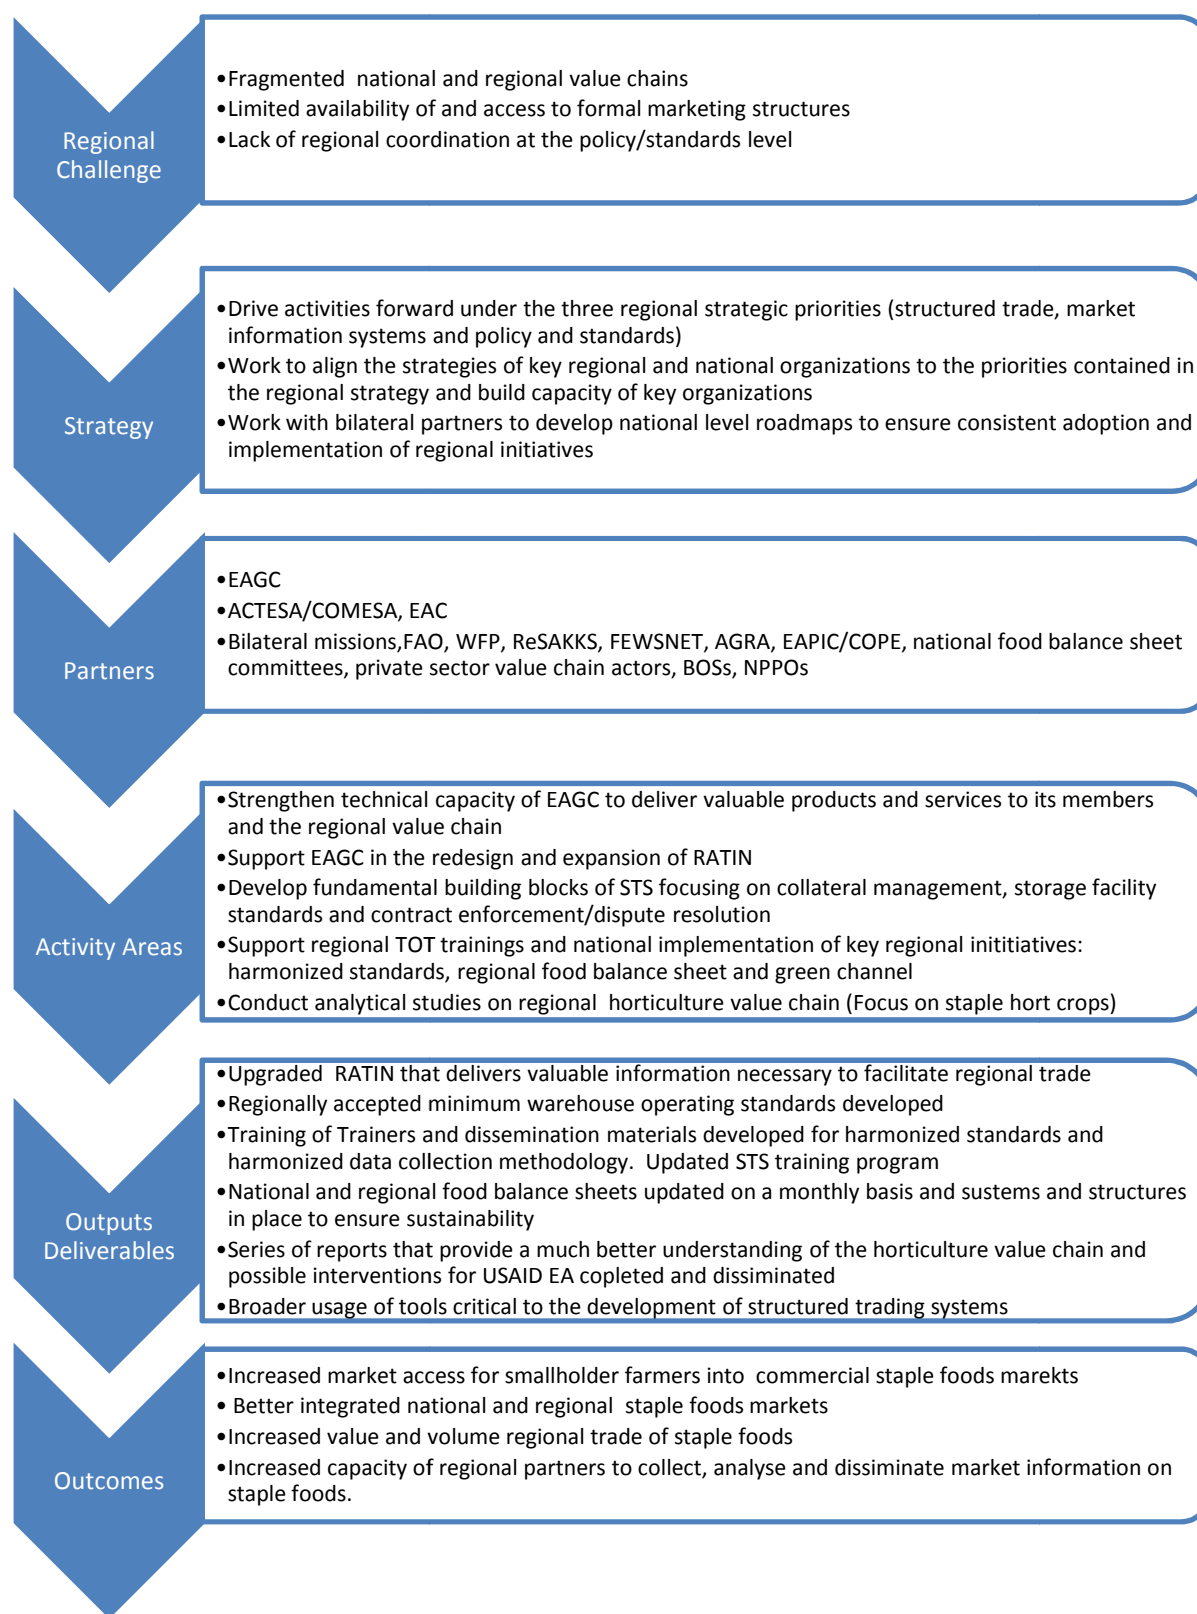 Regional
Challenge
•Fragmented national and regional value chains
•Limited availability of and access to formal marketing structures
•Lack of regional coordination at the policy/standards level
Strategy
•Drive activities forward under the three regional strategic priorities (structured trade, market
information systems and policy and standards)
•Work to align the strategies of key regional and national organizations to the priorities contained in
the regional strategy and build capacity of key organizations
•Work with bilateral partners to develop national level roadmaps to ensure consistent adoption and
implementation of regional initiatives
Partners
•EAGC
•ACTESA/COMESA, EAC
•Bilateral missions,FAO, WFP, ReSAKKS, FEWSNET, AGRA, EAPIC/COPE, national food balance sheet
committees, private sector value chain actors, BOSs, NPPOs
Activity Areas
•Strengthen technical capacity of EAGC to deliver valuable products and services to its members
and the regional value chain
•Support EAGC in the redesign and expansion of RATIN
•Develop fundamental building blocks of STS focusing on collateral management, storage facility
standards and contract enforcement/dispute resolution
•Support regional TOT trainings and national implementation of key regional inititiatives:
harmonized standards, regional food balance sheet and green channel
•Conduct analytical studies on regional horticulture value chain (Focus on staple hort crops)
Outputs
Deliverables
•Upgraded RATIN that delivers valuable information necessary to facilitate regional trade
•Regionally accepted minimum warehouse operating standards developed
•Training of Trainers and dissemination materials developed for harmonized standards and
harmonized data collection methodology. Updated STS training program
•National and regional food balance sheets updated on a monthly basis and sustems and structures
in place to ensure sustainability
•Series of reports that provide a much better understanding of the horticulture value chain and
possible interventions for USAID EA copleted and dissiminated
•Broader usage of tools critical to the development of structured trading systems
Outcomes
•Increased market access for smallholder farmers into commercial staple foods marekts
• Better integrated national and regional staple foods markets
•Increased value and volume regional trade of staple foods
•Increased capacity of regional partners to collect, analyse and dissiminate market information on
staple foods.